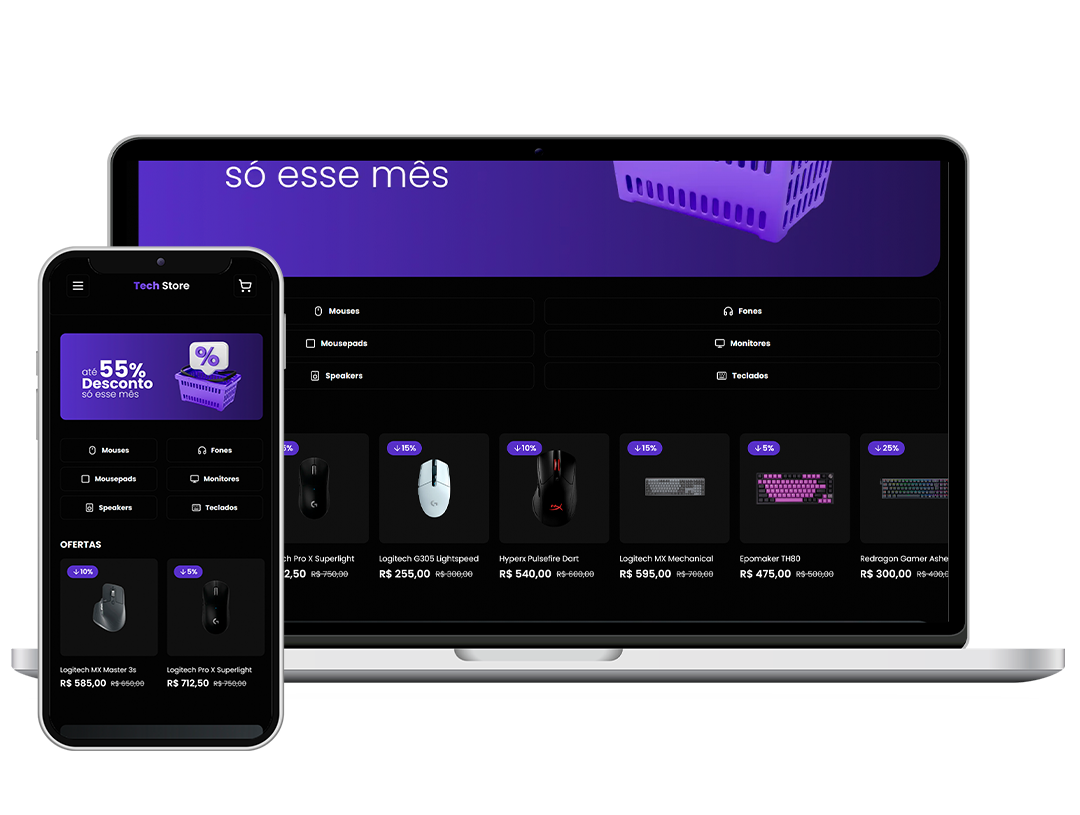 só esse mês
Mouses
Fones
Mousepads
Monitores
Speakers
Teclados
5%
15%
10%
15%
5%
25%
ch Pro X Superlight
Logitech G305 Lightspeed
Hyperx Pulsefire Dart
Logitech MX Mechanical
Epomaker TH80
Redragon Gamer Ashe
2,50 R$ 750,00
R$ 255,00 R$ 300,00
R$ 540,00 R$ 600,00
R$ 595,00 R$ 700,00
R$ 475,00 R$ 500,00
R$ 300,00 R$ 400,0
Tech Store
%
até 55%
Desconto
só esse mês
Mouses
Fones
Mousepads
Monitores
Speakers
Teclados
OFERTAS
10%
5%
Logitech MX Master 3s
Logitech Pro X Superlight
R$ 585,00 R$ 650,00
R$ 712,50 R$ 750,00